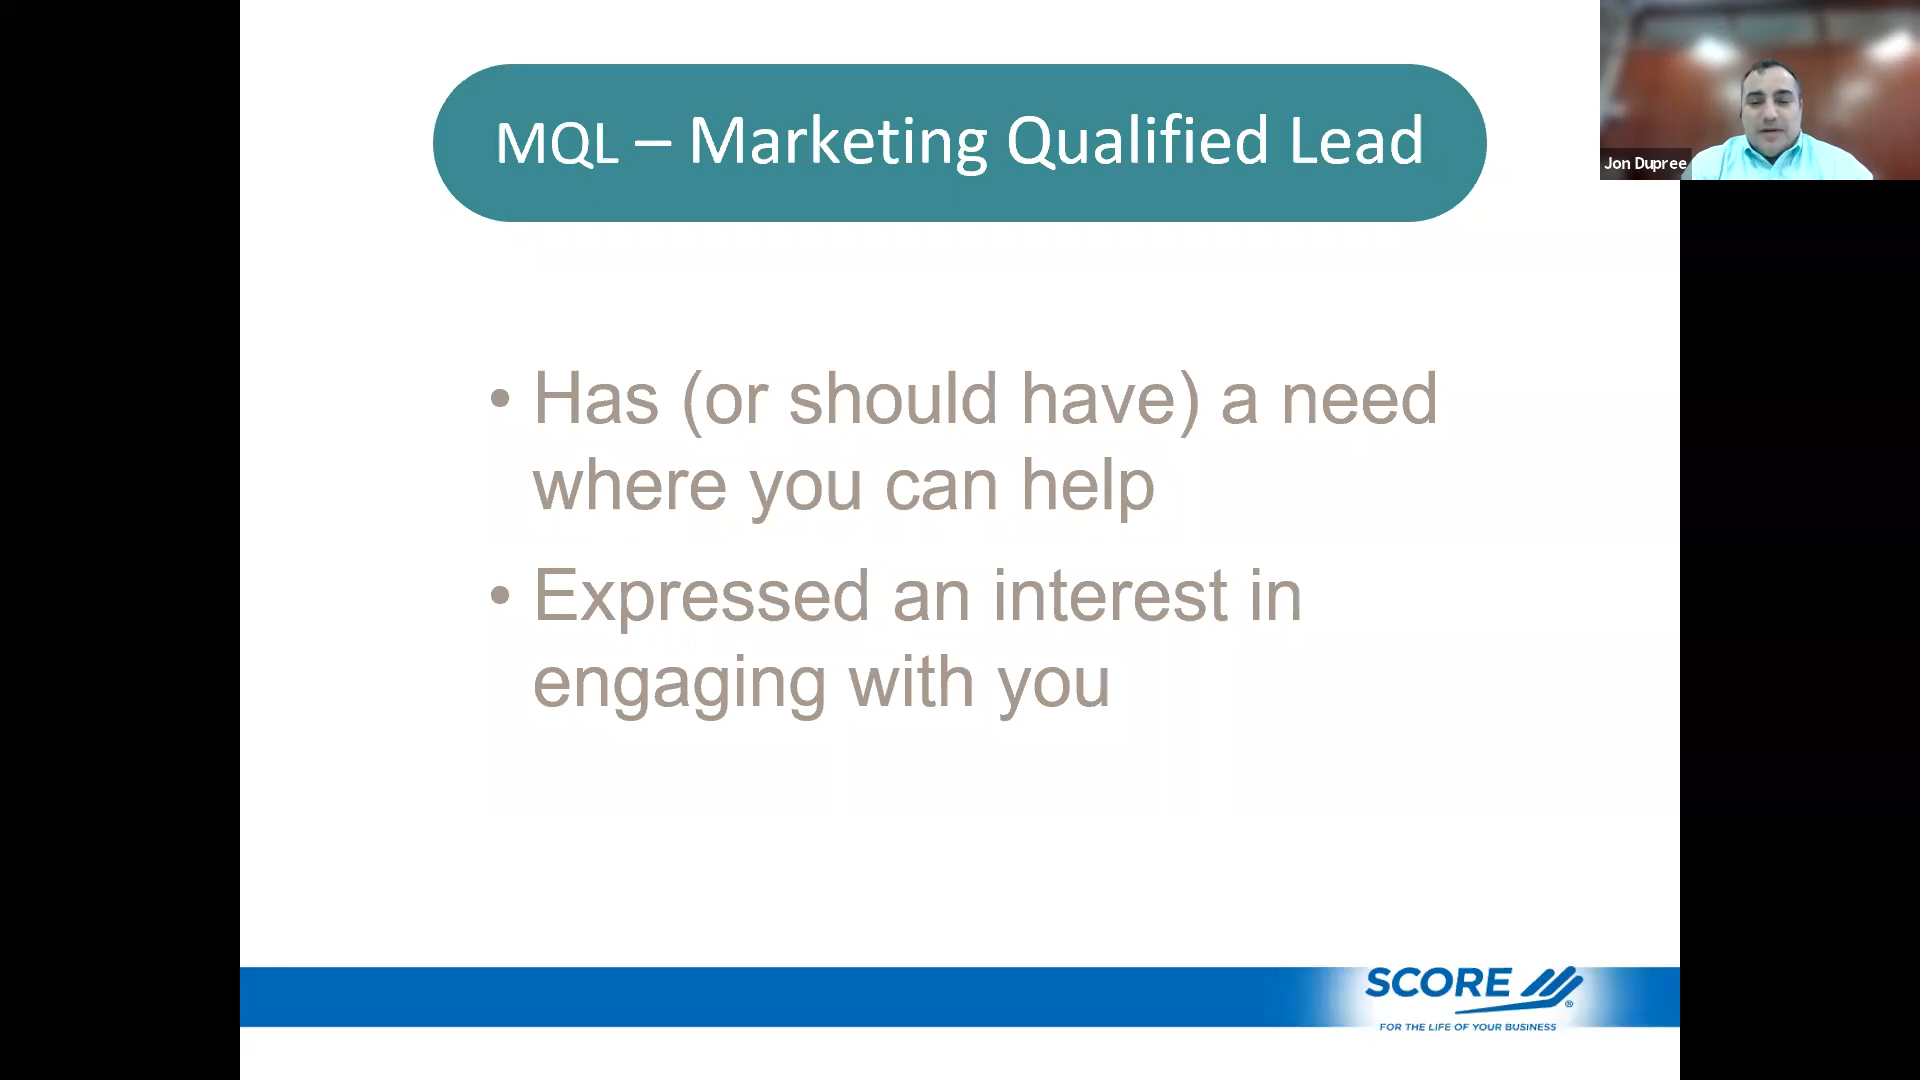 MQL – Marketing Qualified Lead
Jon Dupree
• Has (or should have) a need
where you can help
• Expressed an interest in
engaging with you
SCORE ®
FOR THE LIFE OF YOUR BUSINESS